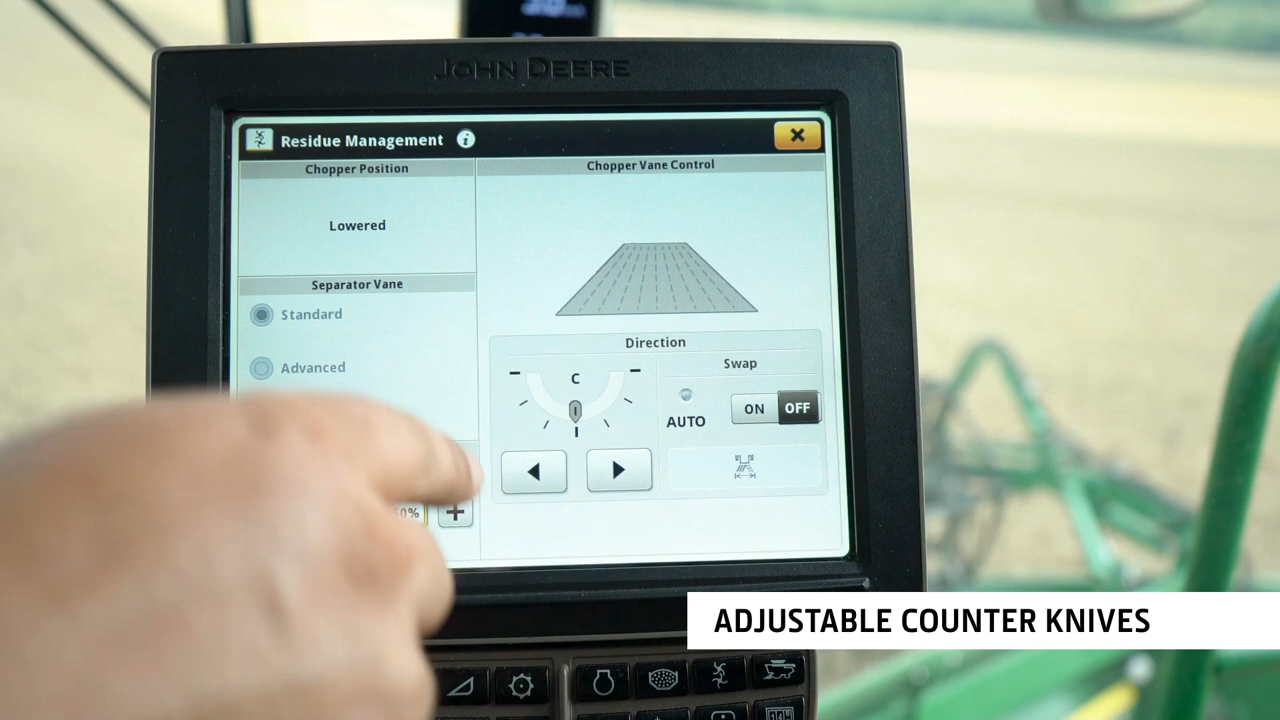 JOHN DEERE
Residue Management
Chopper Position
Lowered
Separator Vane
Standard
Advanced
Chopper Vane Control
Direction
C
Swap
AUTO
ON
OFF
ADJUSTABLE COUNTER KNIVES